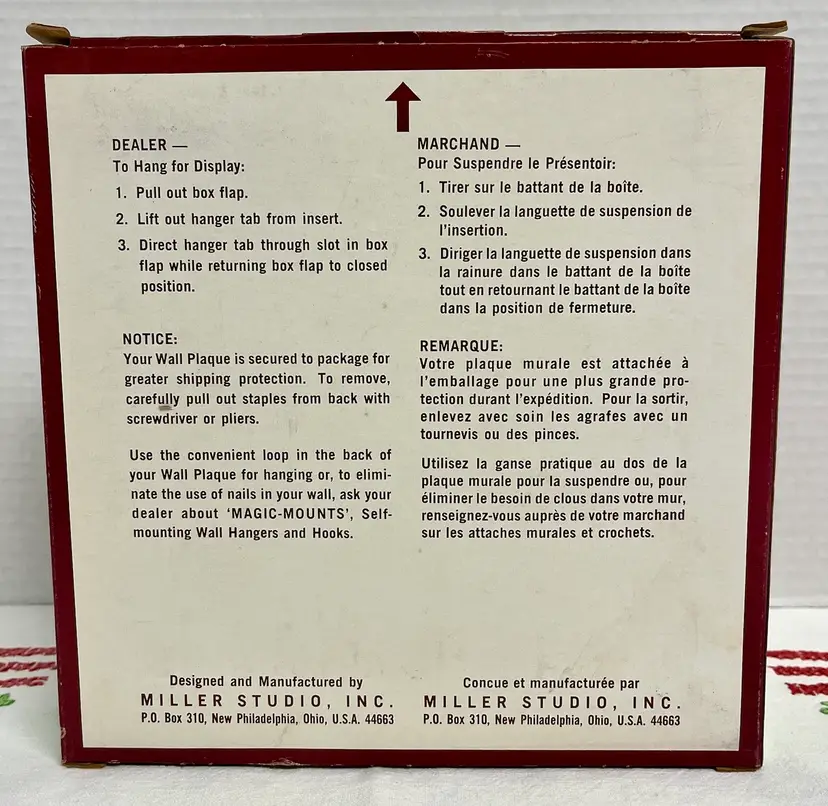 DEALER —
To Hang for Display:
1. Pull out box flap.
2. Lift out hanger tab from insert.
3. Direct hanger tab through slot in box
flap while returning box flap to closed
position.
NOTICE:
Your Wall Plaque is secured to package for
greater shipping protection. To remove,
carefully pull out staples from back with
screwdriver or pliers.
Use the convenient loop in the back of
your Wall Plaque for hanging or, to elimi-
nate the use of nails in your wall, ask your
dealer about ‘MAGIC-MOUNTS’, Self-
mounting Wall Hangers and Hooks.
Designed and Manufactured by
MILLER STUDIO, INC.
P.O. Box 310, New Philadelphia, Ohio, U.S.A. 44663
MARCHAND —
Pour Suspendre le Présentoir:
1. Tirer sur le battant de la boîte.
2. Soulever la languette de suspension de
l’insertion.
3. Diriger la languette de suspension dans
la rainure dans le battant de la boîte
tout en retournant le battant de la boîte
dans la position de fermeture.
REMARQUE:
Votre plaque murale est attachée à
l’emballage pour une plus grande pro-
tection durant l’expédition. Pour la sortir,
enlevez avec soin les agrafes avec un
tournevis ou des pinces.
Utilisez la ganse pratique au dos de la
plaque murale pour la suspendre ou, pour
éliminer le besoin de clous dans votre mur,
renseignez-vous auprès de votre marchand
sur les attaches murales et crochets.
Concue et manufacturée par
MILLER STUDIO, INC.
P.O. Box 310, New Philadelphia, Ohio, U.S.A. 44663